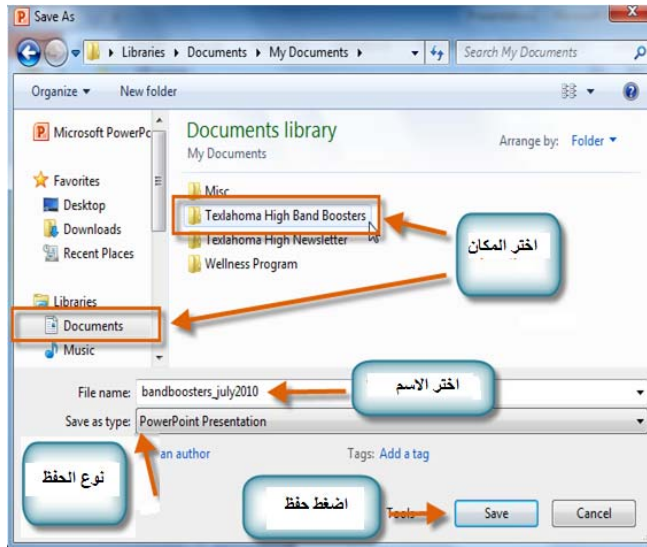 Save As
Libraries Documents My Documents Search My Documents
Organize New folder
Microsoft PowerPc
Documents library
My Documents
Arrange by: Folder
Favorites
Desktop
Downloads
Recent Places
Libraries
Documents
Music
Misc
Texlahoma High Band Boosters
Texlahoma High Newsletter
Wellness Program
اختر المكان
File name: bandboosters_july2010
اختر الاسم
Save as type: PowerPoint Presentation
an author
Tags: Add a tag
نوع الحفظ
اضغط حفظ
Tools
Save
Cancel